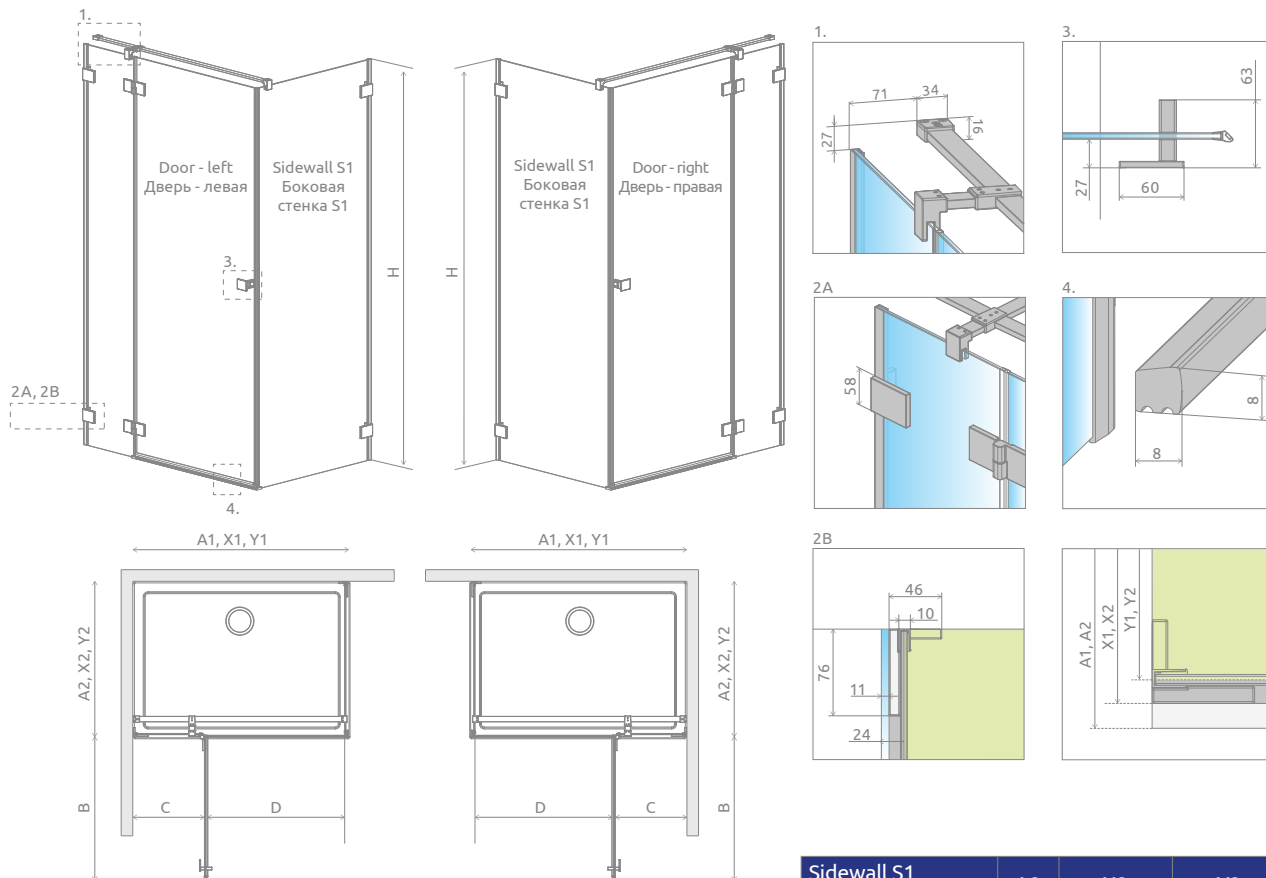 1.
Door - left
Дверь - левая
Sidewall S1
Боковая
стенка S1
H
3.
2A, 2B
4.
H
Sidewall S1
Боковая
стенка S1
Door - right
Дверь - правая
1.
71
34
16
27
3.
63
27
60
2A
58
4.
8
8
A1, X1, Y1
A2, X2, Y2
B
C
D
A1, X1, Y1
A2, X2, Y2
B
D
C
2B
46
10
76
11
24
A1, A2
X1, X2
Y1, Y2
Sidewall S1